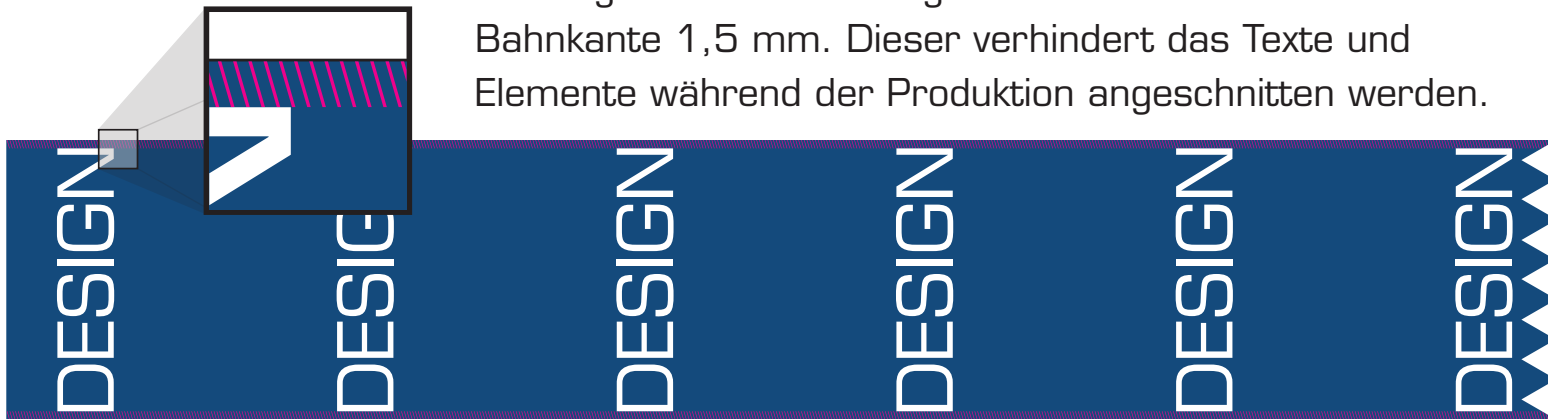 Bahnkante 1,5 mm. Dieser verhindert das Texte und
Elemente während der Produktion angeschnitten werden.
DESIGN
DESIGN
DESIGN
DESIGN
DESIGN
DESIGN